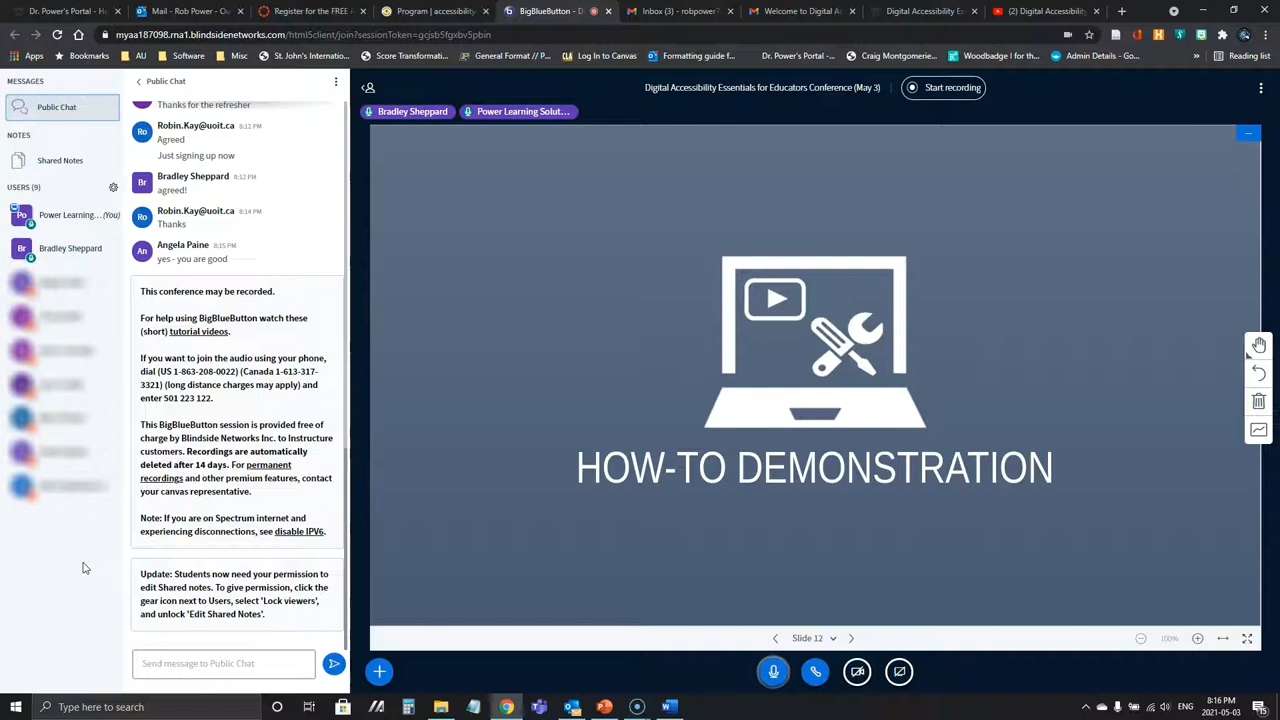 Dr. Power's Portal - H
Mail - Rob Power - Ou
Register for the FREE
Program | accessibility
BigBlueButton - D
Inbox (3) - robpower7
Welcome to Digital Ac
Dr. Power's Portal - H
Digital Accessibility Es
(2) Digital Accessibility
myaa187098.rna1.blindsidenetworks.com/html5client/join?sessionToken=gcjsb5fgxbv5pbin
Apps
Bookmarks
AU
Software
Misc
St. John's Internatio...
Score Transformatio...
General Format // P...
Log In to Canvas
Formatting guide f...
Dr. Power's Portal -...
Craig Montgomerie...
Woodbadge I for th...
Admin Details - D2...
Reading list
MESSAGES
Public Chat
NOTES
Shared Notes
USERS (9)
Power Learning... (You)
Bradley Sheppard
Public Chat
Thanks for the refresher
Robin.Kay@uoit.ca 8:12 PM
Agreed
Just signing up now
Bradley Sheppard 8:12 PM
agreed!
Robin.Kay@uoit.ca 8:14 PM
Thanks
Angela Paine 8:15 PM
yes - you are good
This conference may be recorded.
For help using BigBlueButton watch these
(short) tutorial videos.
If you want to join the audio using your phone,
dial (US 1-863-208-0022) (Canada 1-613-317-
3321) (long distance charges may apply) and
enter 501 223 122.
This BigBlueButton session is provided free of
charge by Blindside Networks Inc. to Instructure
customers. Recordings are automatically
deleted after 14 days. For permanent
recordings and other premium features, contact
your canvas representative.
Note: If you are on Spectrum internet and
experiencing disconnections, see disable IPV6.
Update: Students now need your permission to
edit Shared notes. To give permission, click the
gear icon next to Users, select 'Lock viewers',
and unlock 'Edit Shared Notes'.
Send message to Public Chat
Digital Accessibility Essentials for Educators Conference (May 3)
Start recording
Bradley Sheppard
Power Learning Solut...
HOW-TO DEMONSTRATION
Slide 12
100%
Type here to search
ENG
8:16 PM
2021-05-03